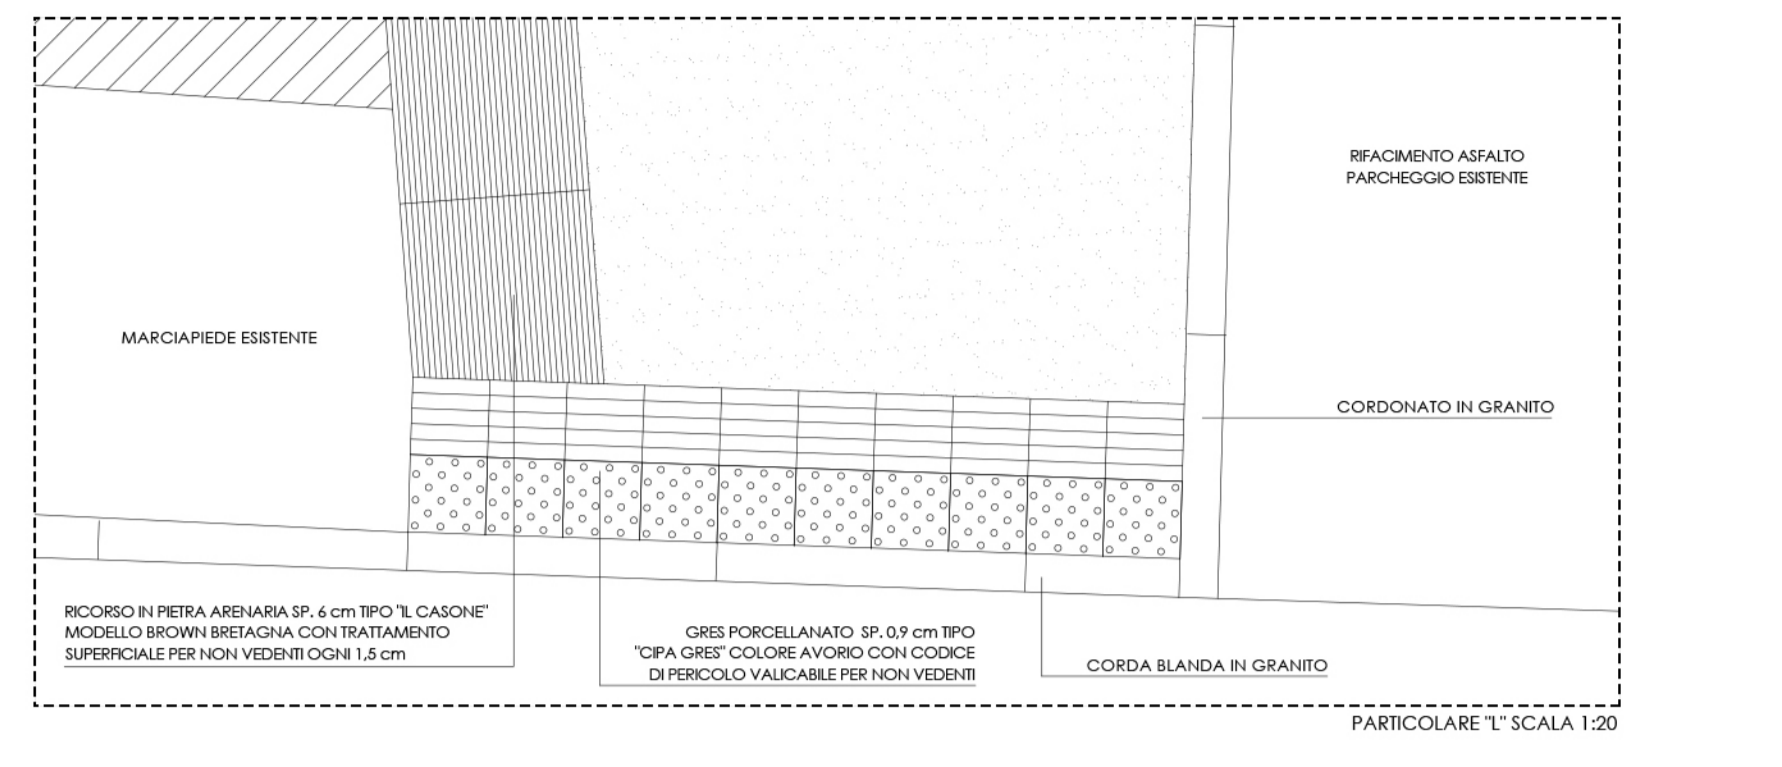 RIFACIMENTO ASFALTO
PARCHEGGIO ESISTENTE
MARCIAPIEDE ESISTENTE
CORDONATO IN GRANITO
RICORSO IN PIETRA ARENARIA SP. 6 cm TIPO "IL CASONE"
MODELLO BROWN BRETAGNA CON TRATTAMENTO
SUPERFICIALE PER NON VEDENTI OGNI 1,5 cm
GRES PORCELLANATO SP. 0,9 cm TIPO
"CIPA GRES" COLORE AVORIO CON CODICE
DI PERICOLO VALICABILE PER NON VEDENTI
CORDA BLANDA IN GRANITO
PARTICOLARE "L" SCALA 1:20